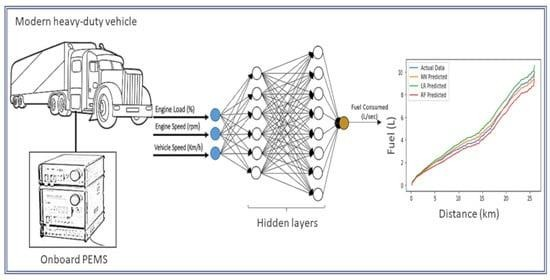 Modern heavy-duty vehicle
Onboard PEMS
Engine Load (%)
Engine Speed (rpm)
Vehicle Speed (Km/h)
Hidden layers
Fuel Consumed
(L/sec)
Actual Data
NN Predicted
LR Predicted
RF Predicted
Fuel (L)
10
8
6
4
2
0
0
5
10
15
20
25
Distance (km)